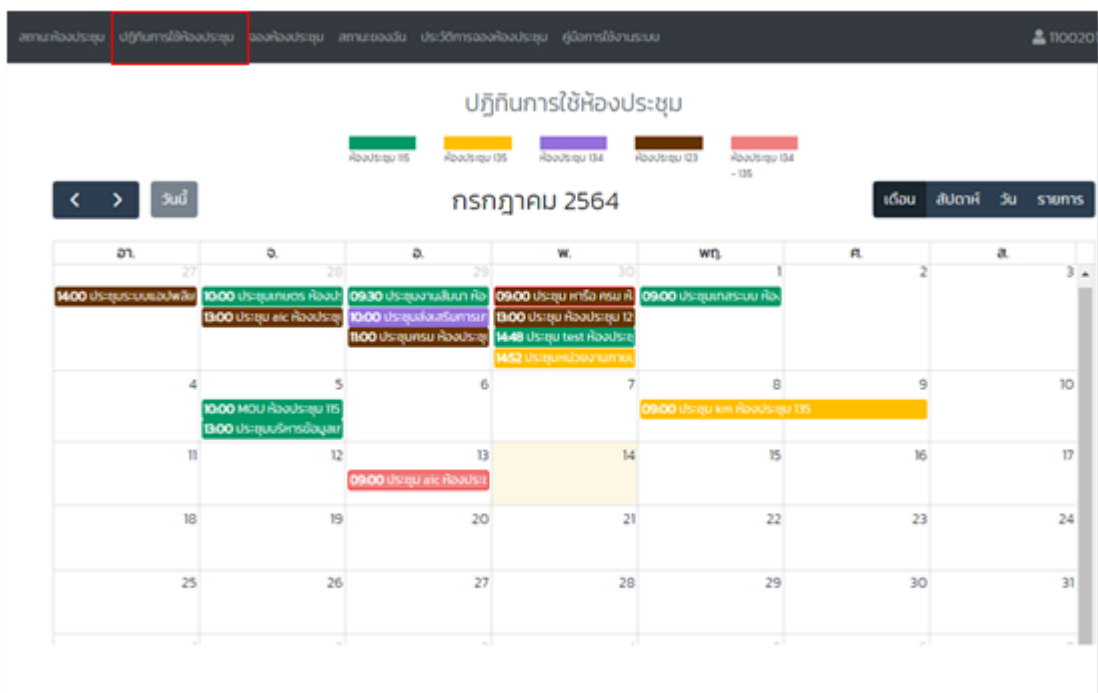 สถานะห้องประชุม ปฏิทินการใช้ห้องประชุม จองห้องประชุม สถานะของวัน ประวัติการจองห้องประชุม คู่มือการใช้งานระบบ 110020
ปฏิทินการใช้ห้องประชุม
ห้องประชุม 115 ห้องประชุม 135 ห้องประชุม 134 ห้องประชุม 123 ห้องประชุม 134
- 135
วันนี้ กรกฎาคม 2564 เดือน สัปดาห์ วัน รายการ
อา. จ. อ. พ. พฤ. ศ. ส.
27 28 29 30 1 2 3
14:00 ประชุมระบบแอปพลิ 10:00 ประชุมเกษตร ห้องป 09:30 ประชุมงานสัมนา ห้อ 09:00 ประชุม หารือ ครม 09:00 ประชุมเทสระบบ ห้อง
13:00 ประชุม aic ห้องประชุ 10:00 ประชุมส่งเสริมการเก 13:00 ประชุม ห้องประชุม 12
11:00 ประชุมครม ห้องประชุ 14:48 ประชุม test ห้องประช
14:52 ประชุมหน่วยงานภาย
4 5 6 7 8 9 10
10:00 MOU ห้องประชุม 115 09:00 ประชุม km ห้องประชุม 135
13:00 ประชุมบริหารข้อมูล
11 12 13 14 15 16 17
09:00 ประชุม aic ห้องประช
18 19 20 21 22 23 24
25 26 27 28 29 30 31